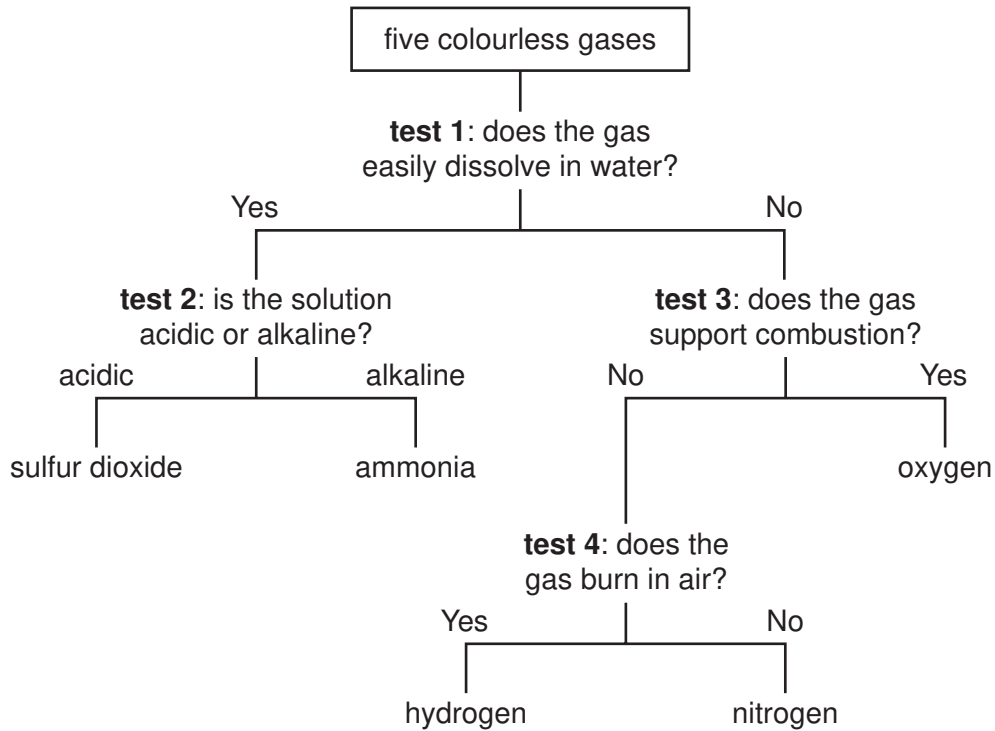 five colourless gases
test 1: does the gas
easily dissolve in water?
Yes
No
test 2: is the solution
acidic or alkaline?
test 3: does the gas
support combustion?
acidic
alkaline
No
Yes
sulfur dioxide
ammonia
oxygen
test 4: does the
gas burn in air?
Yes
No
hydrogen
nitrogen